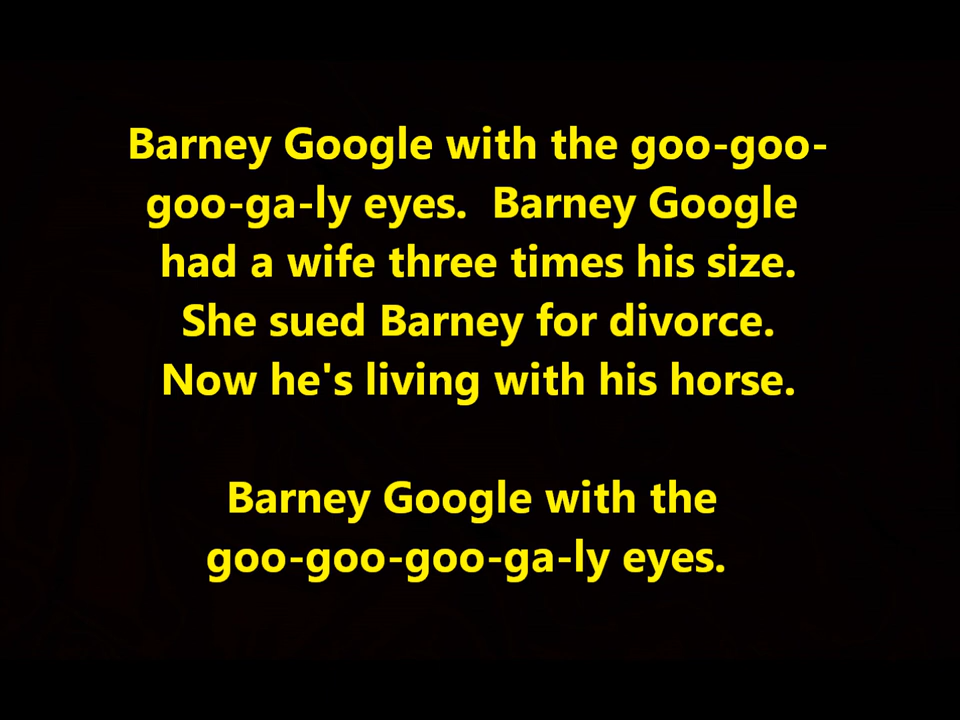 Barney Google with the goo-goo-
goo-ga-ly eyes.  Barney Google
had a wife three times his size.
She sued Barney for divorce.
Now he's living with his horse.
Barney Google with the
goo-goo-goo-ga-ly eyes.